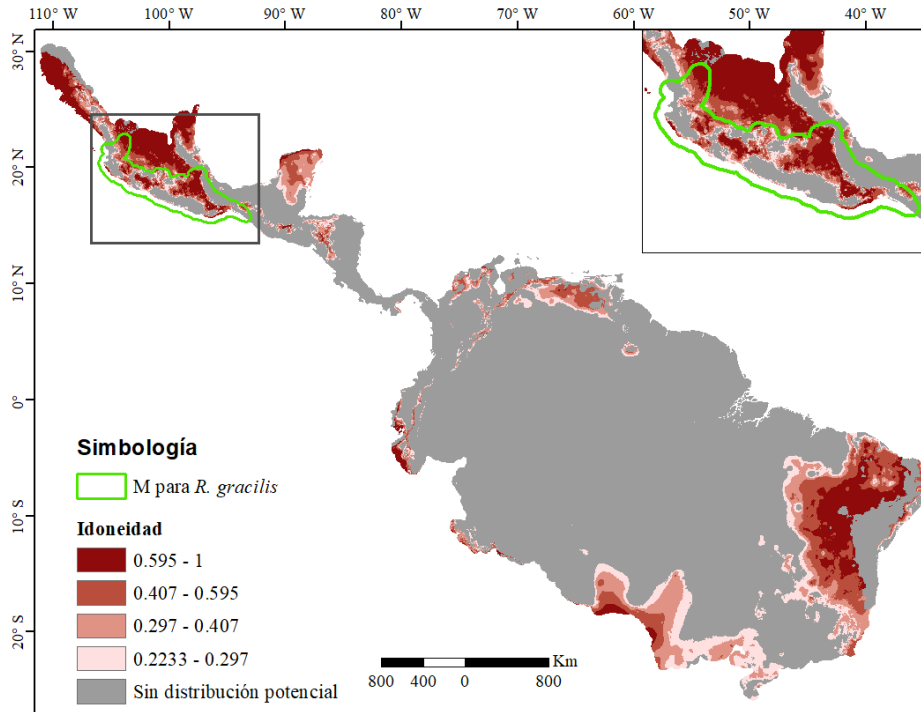 110° W 100° W 90° W 80° W 70° W 60° W 50° W 40° W
30° N
20° N
10° N
0°
10° S
20° S
Simbología
M para R. gracilis
Idoneidad
0.595 - 1
0.407 - 0.595
0.297 - 0.407
0.2233 - 0.297
Sin distribución potencial
Km
800 400 0 800